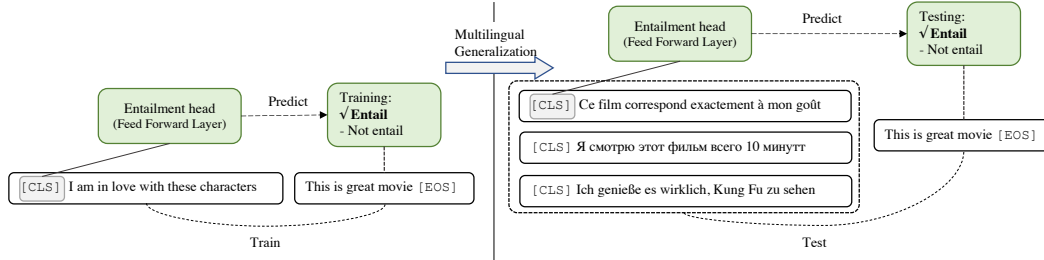 Entailment head
(Feed Forward Layer)
Predict
Training:
√ Entail
- Not entail
[CLS] I am in love with these characters
This is great movie [EOS]
Train
Multilingual
Generalization
Entailment head
(Feed Forward Layer)
Predict
Testing:
√ Entail
- Not entail
[CLS] Ce film correspond exactement à mon goût
[CLS] Я смотрю этот фильм всего 10 минутт
[CLS] Ich genieße es wirklich, Kung Fu zu sehen
This is great movie [EOS]
Test